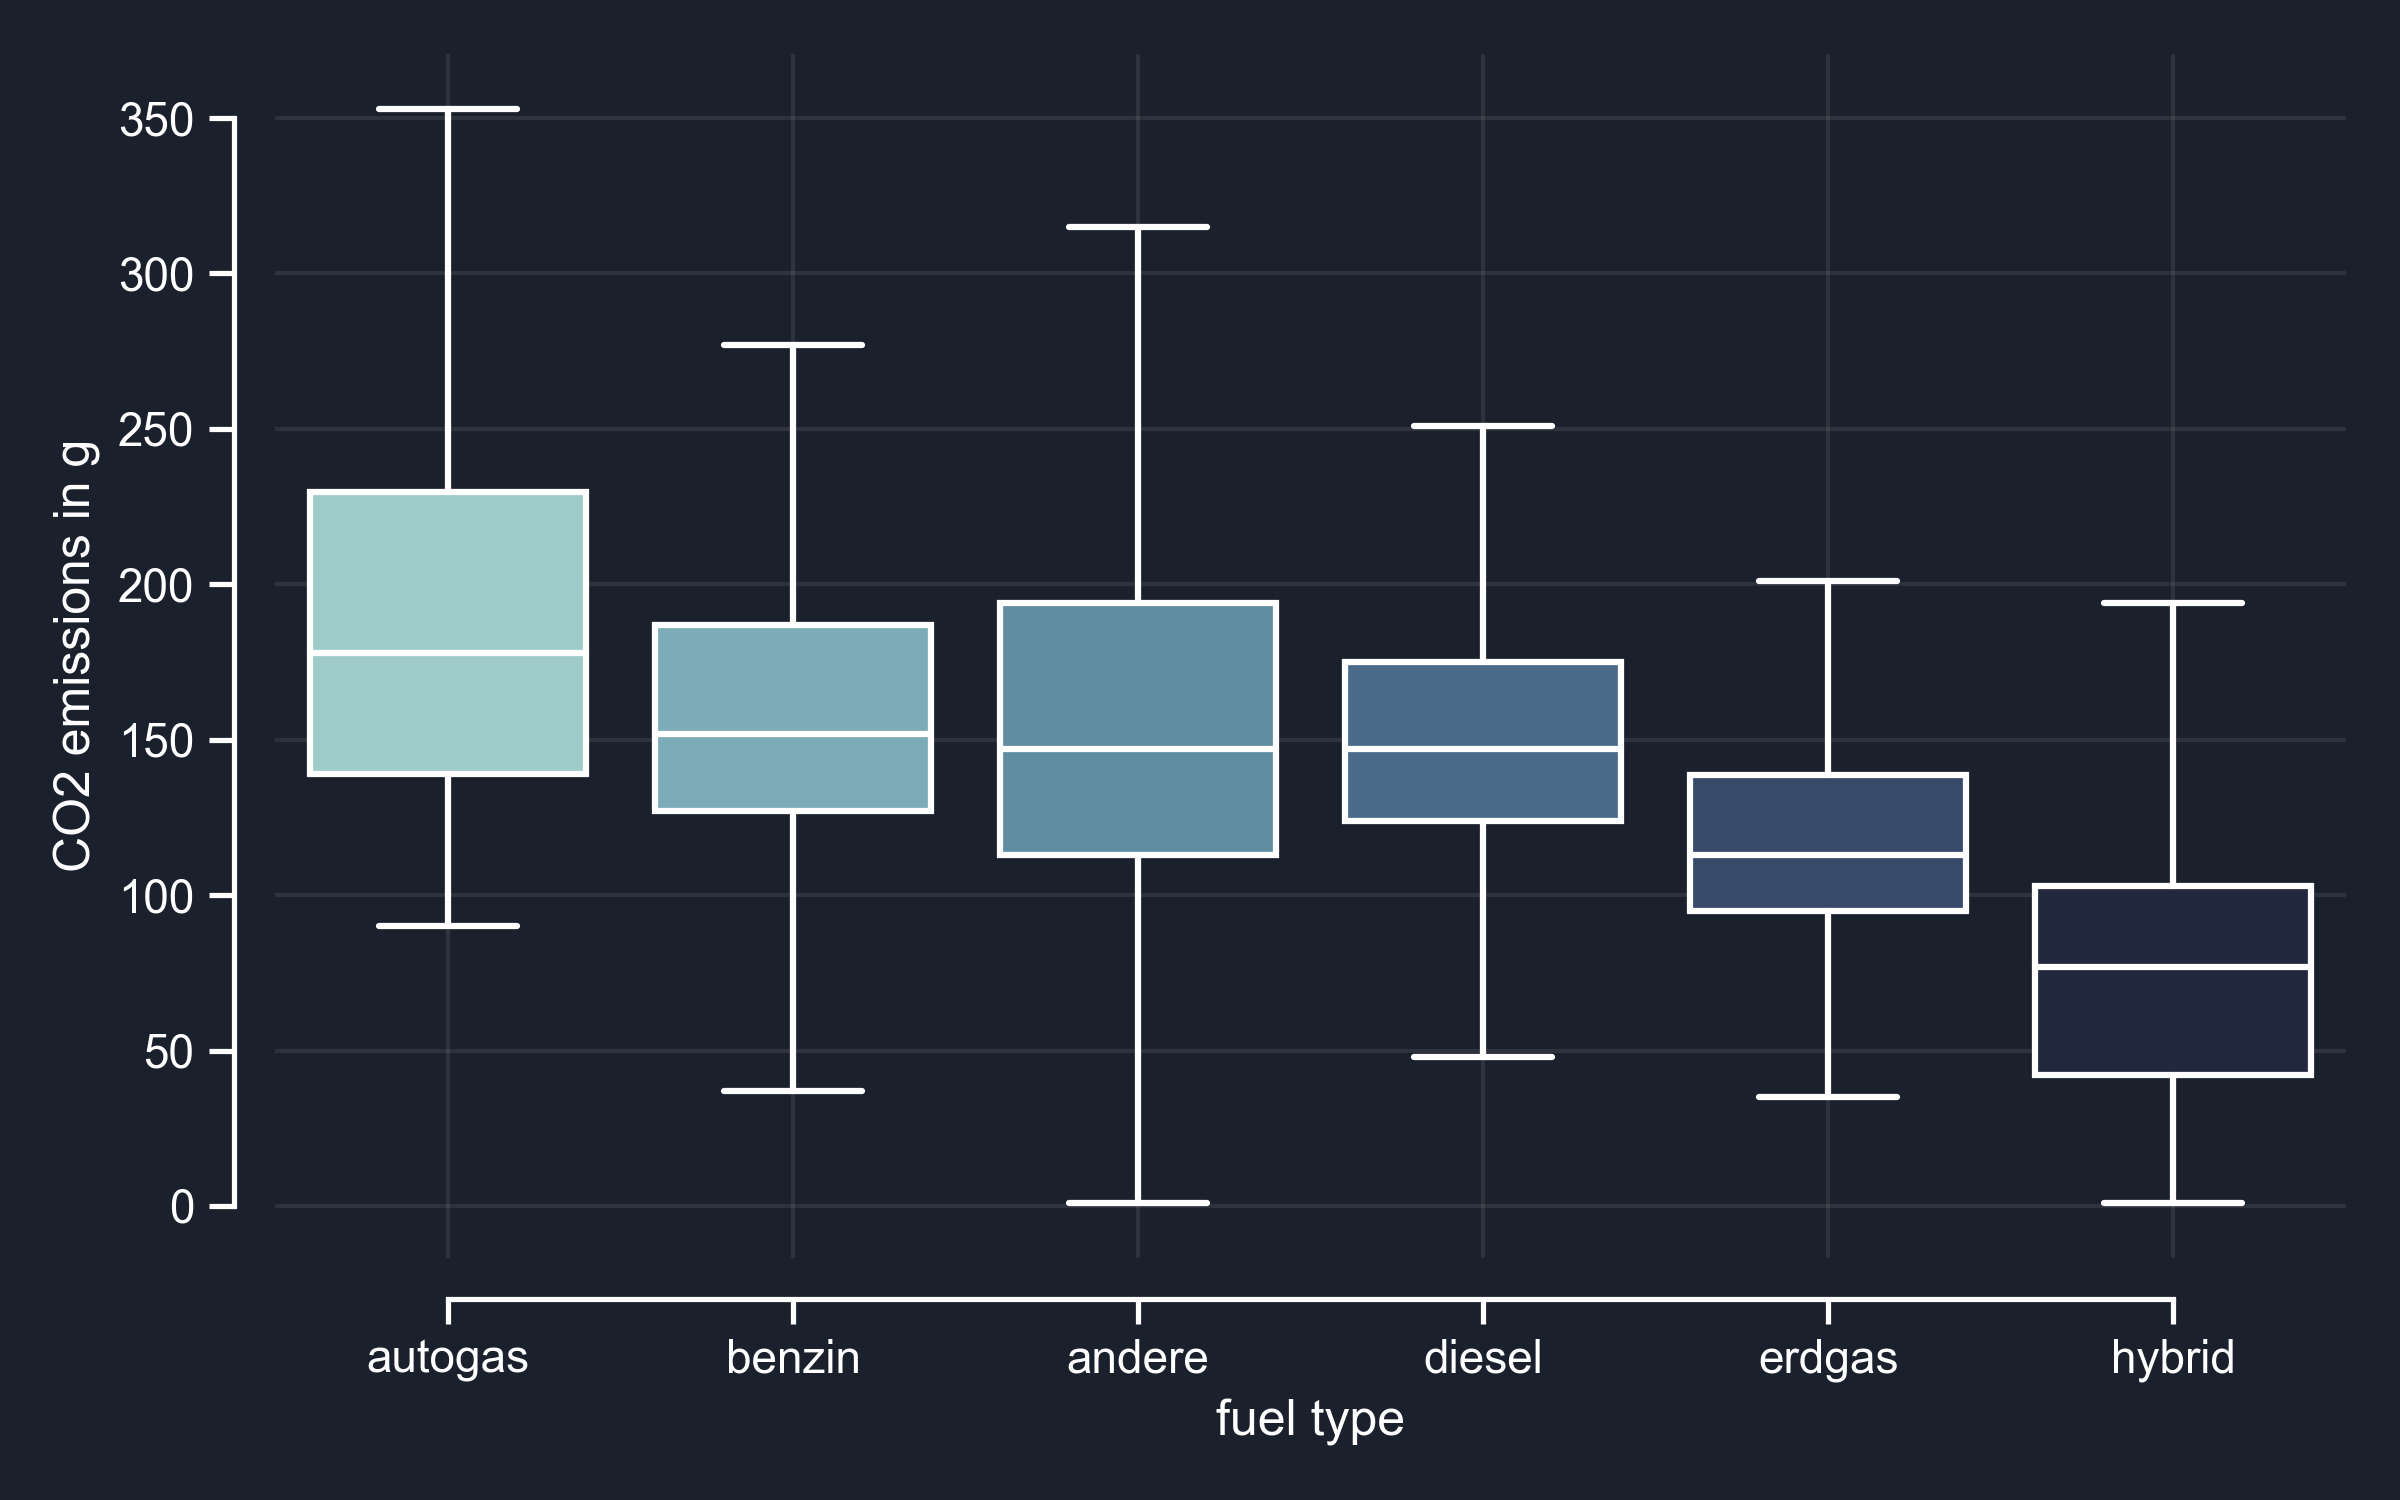 CO2 emissions in g
350
300
250
200
150
100
50
0
autogas benzin andere diesel erdgas hybrid
fuel type